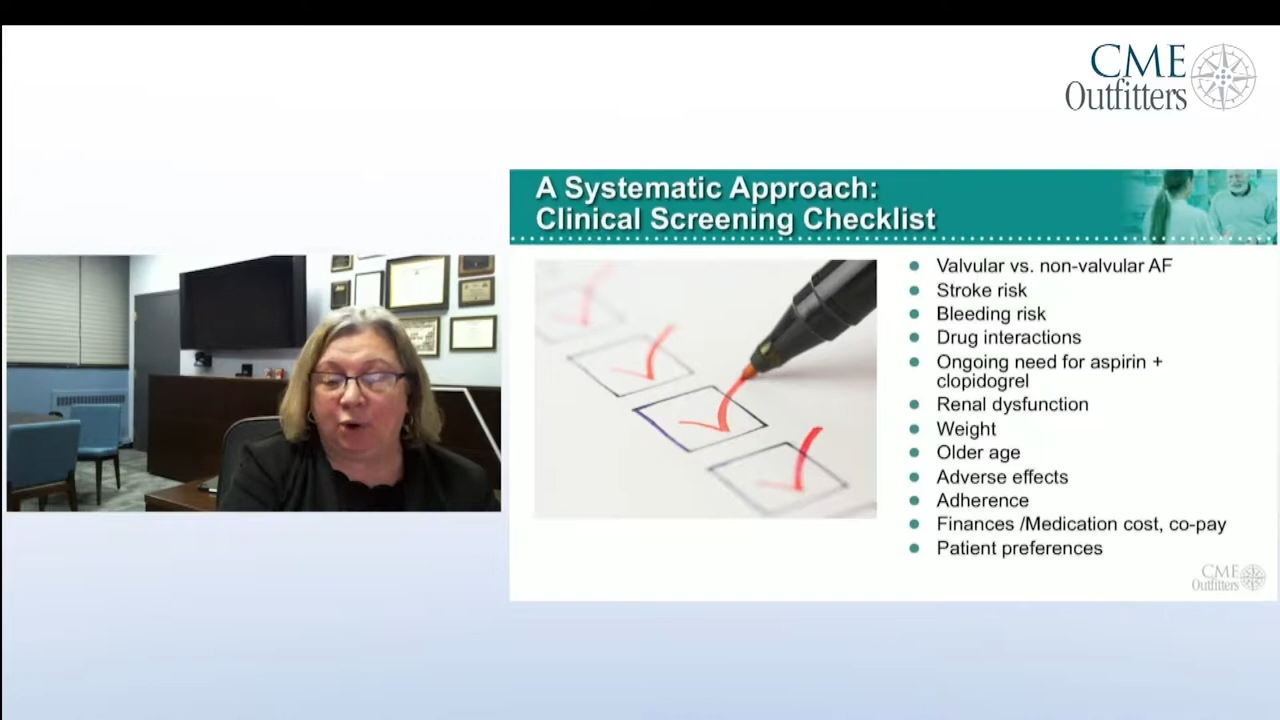 CME
Outfitters
A Systematic Approach:
Clinical Screening Checklist
Valvular vs. non-valvular AF
Stroke risk
Bleeding risk
Drug interactions
Ongoing need for aspirin +
clopidogrel
Renal dysfunction
Weight
Older age
Adverse effects
Adherence
Finances /Medication cost, co-pay
Patient preferences
CME
Outfitters